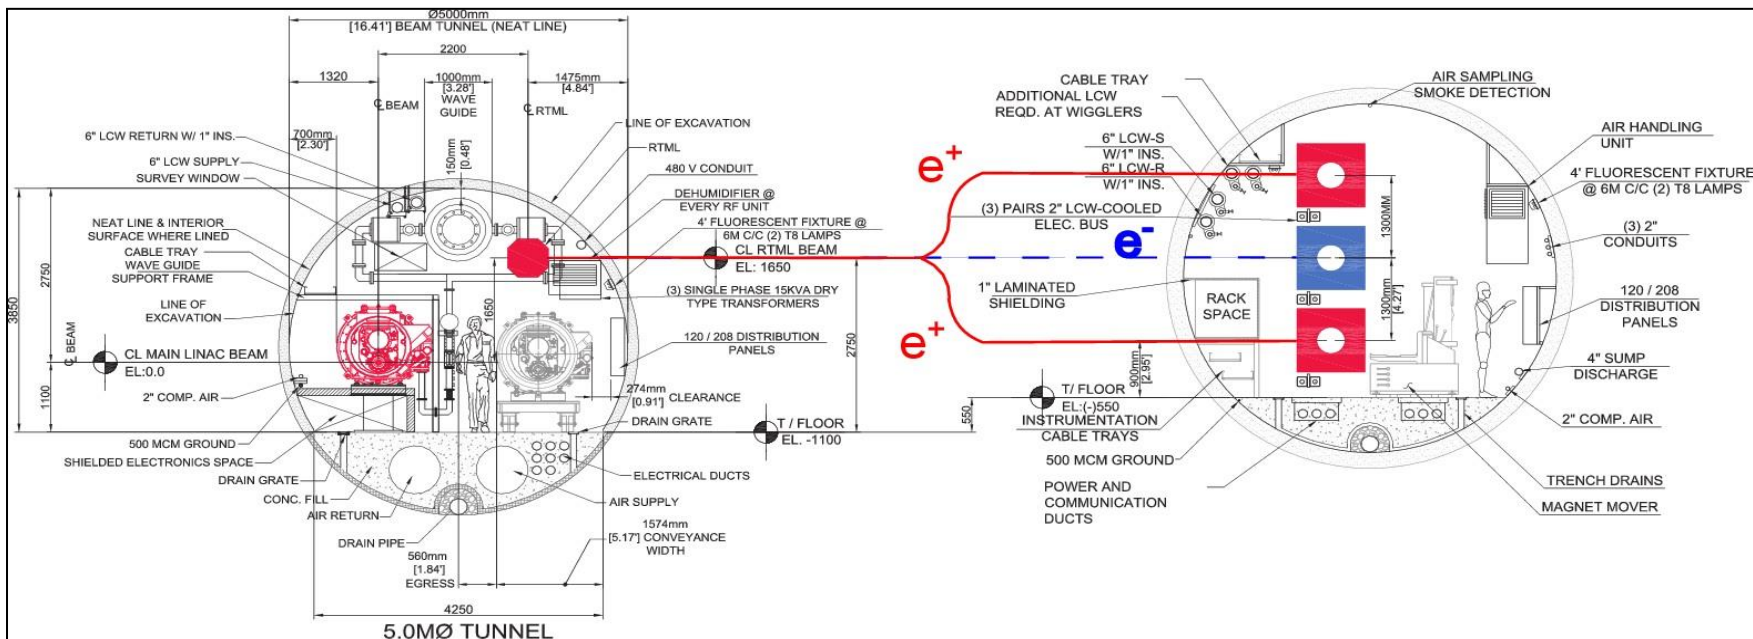 Ø5000mm
[16.41'] BEAM TUNNEL (NEAT LINE)
2200
1320
1000mm
[3.28']
WAVE
GUIDE
1475mm
[4.84']
℄ BEAM
℄ RTML
700mm
[2.30']
150mm
[0.48']
6" LCW RETURN W/ 1" INS.
6" LCW SUPPLY
SURVEY WINDOW
NEAT LINE & INTERIOR
SURFACE WHERE LINED
CABLE TRAY
WAVE GUIDE
SUPPORT FRAME
LINE OF
EXCAVATION
2750
3850
1100
℄ BEAM
CL MAIN LINAC BEAM
EL:0.0
2" COMP. AIR
500 MCM GROUND
SHIELDED ELECTRONICS SPACE
DRAIN GRATE
CONC. FILL
AIR RETURN
DRAIN PIPE
560mm
[1.84']
EGRESS
4250
5.0MØ TUNNEL
LINE OF EXCAVATION
RTML
480 V CONDUIT
DEHUMIDIFIER @
EVERY RF UNIT
4' FLUORESCENT FIXTURE @
6M C/C (2) T8 LAMPS
CL RTML BEAM
EL: 1650
(3) SINGLE PHASE 15KVA DRY
TYPE TRANSFORMERS
1650
2750
120 / 208 DISTRIBUTION
PANELS
274mm
[0.91'] CLEARANCE
DRAIN GRATE
T / FLOOR
EL. -1100
ELECTRICAL DUCTS
AIR SUPPLY
1574mm
[5.17'] CONVEYANCE
WIDTH
e+
e-
e+
CABLE TRAY
ADDITIONAL LCW
REQD. AT WIGGLERS
6" LCW-S
W/1" INS.
6" LCW-R
W/1" INS.
(3) PAIRS 2" LCW-COOLED
ELEC. BUS
1" LAMINATED
SHIELDING
RACK
SPACE
900mm
[2.95']
T/ FLOOR
EL:(-)550
550
INSTRUMENTATION
CABLE TRAYS
500 MCM GROUND
POWER AND
COMMUNICATION
DUCTS
AIR SAMPLING
SMOKE DETECTION
AIR HANDLING
UNIT
4' FLUORESCENT FIXTURE
@ 6M C/C (2) T8 LAMPS
(3) 2"
CONDUITS
1300MM
1300mm
[4.27']
120 / 208
DISTRIBUTION
PANELS
4" SUMP
DISCHARGE
2" COMP. AIR
TRENCH DRAINS
MAGNET MOVER